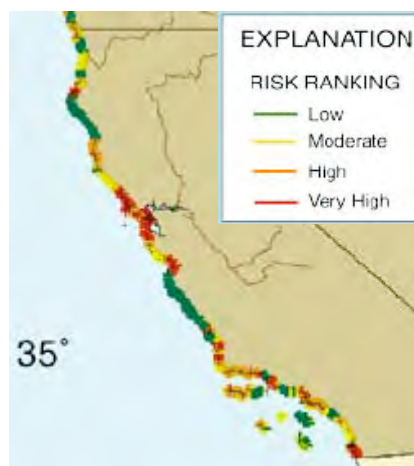 EXPLANATION
RISK RANKING
Low
Moderate
High
Very High
35°